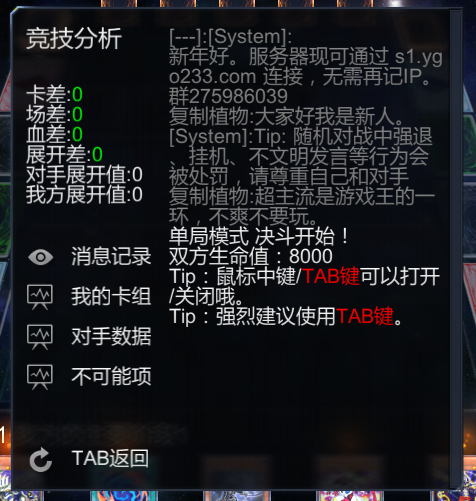 竞技分析
卡差:0
场差:0
血差:0
展开差:0
对手展开值:0
我方展开值:0
消息记录
我的卡组
对手数据
不可能项
TAB返回
[---]:[System]:
新年好。服务器现可通过 s1.yg
o233.com 连接，无需再记IP。
群275986039
复制植物:大家好我是新人。
[System]:Tip: 随机对战中强退
、挂机、不文明发言等行为会
被处罚，请尊重自己和对手
复制植物:超主流是游戏王的一
环，不爽不要玩。
单局模式 决斗开始！
双方生命值：8000
Tip：鼠标中键/TAB键可以打开
/关闭哦。
Tip：强烈建议使用TAB键。
1